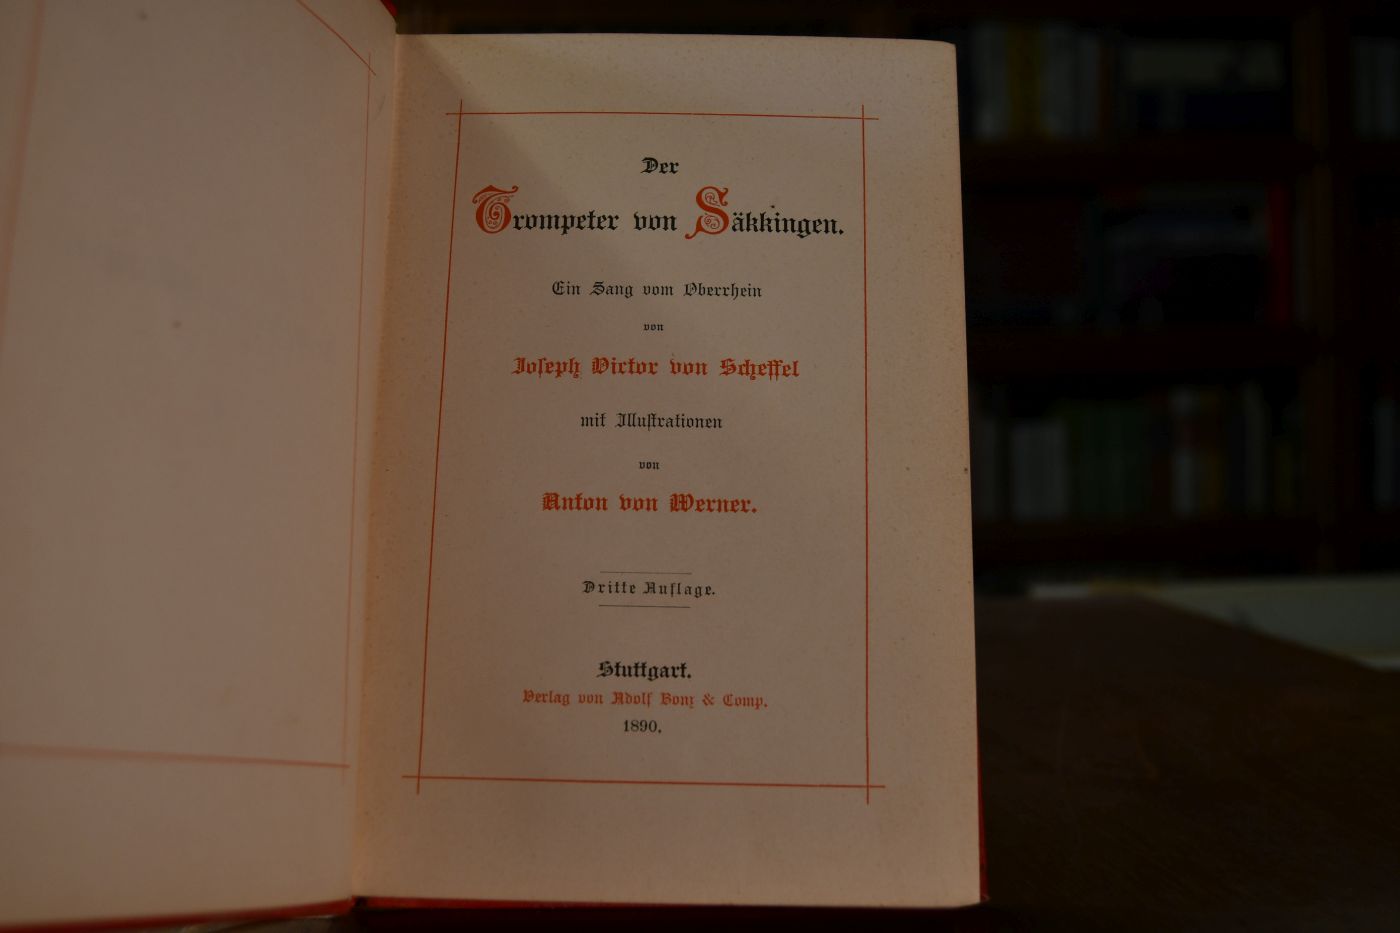 Der
Trompeter von Säkkingen.
Ein Sang vom Oberrhein
von
Joſeph Victor von Scheffel
mit Illuſtrationen
von
Anton von Werner.
Dritte Auflage.
Stuttgart.
Verlag von Adolf Bonz & Comp.
1890.